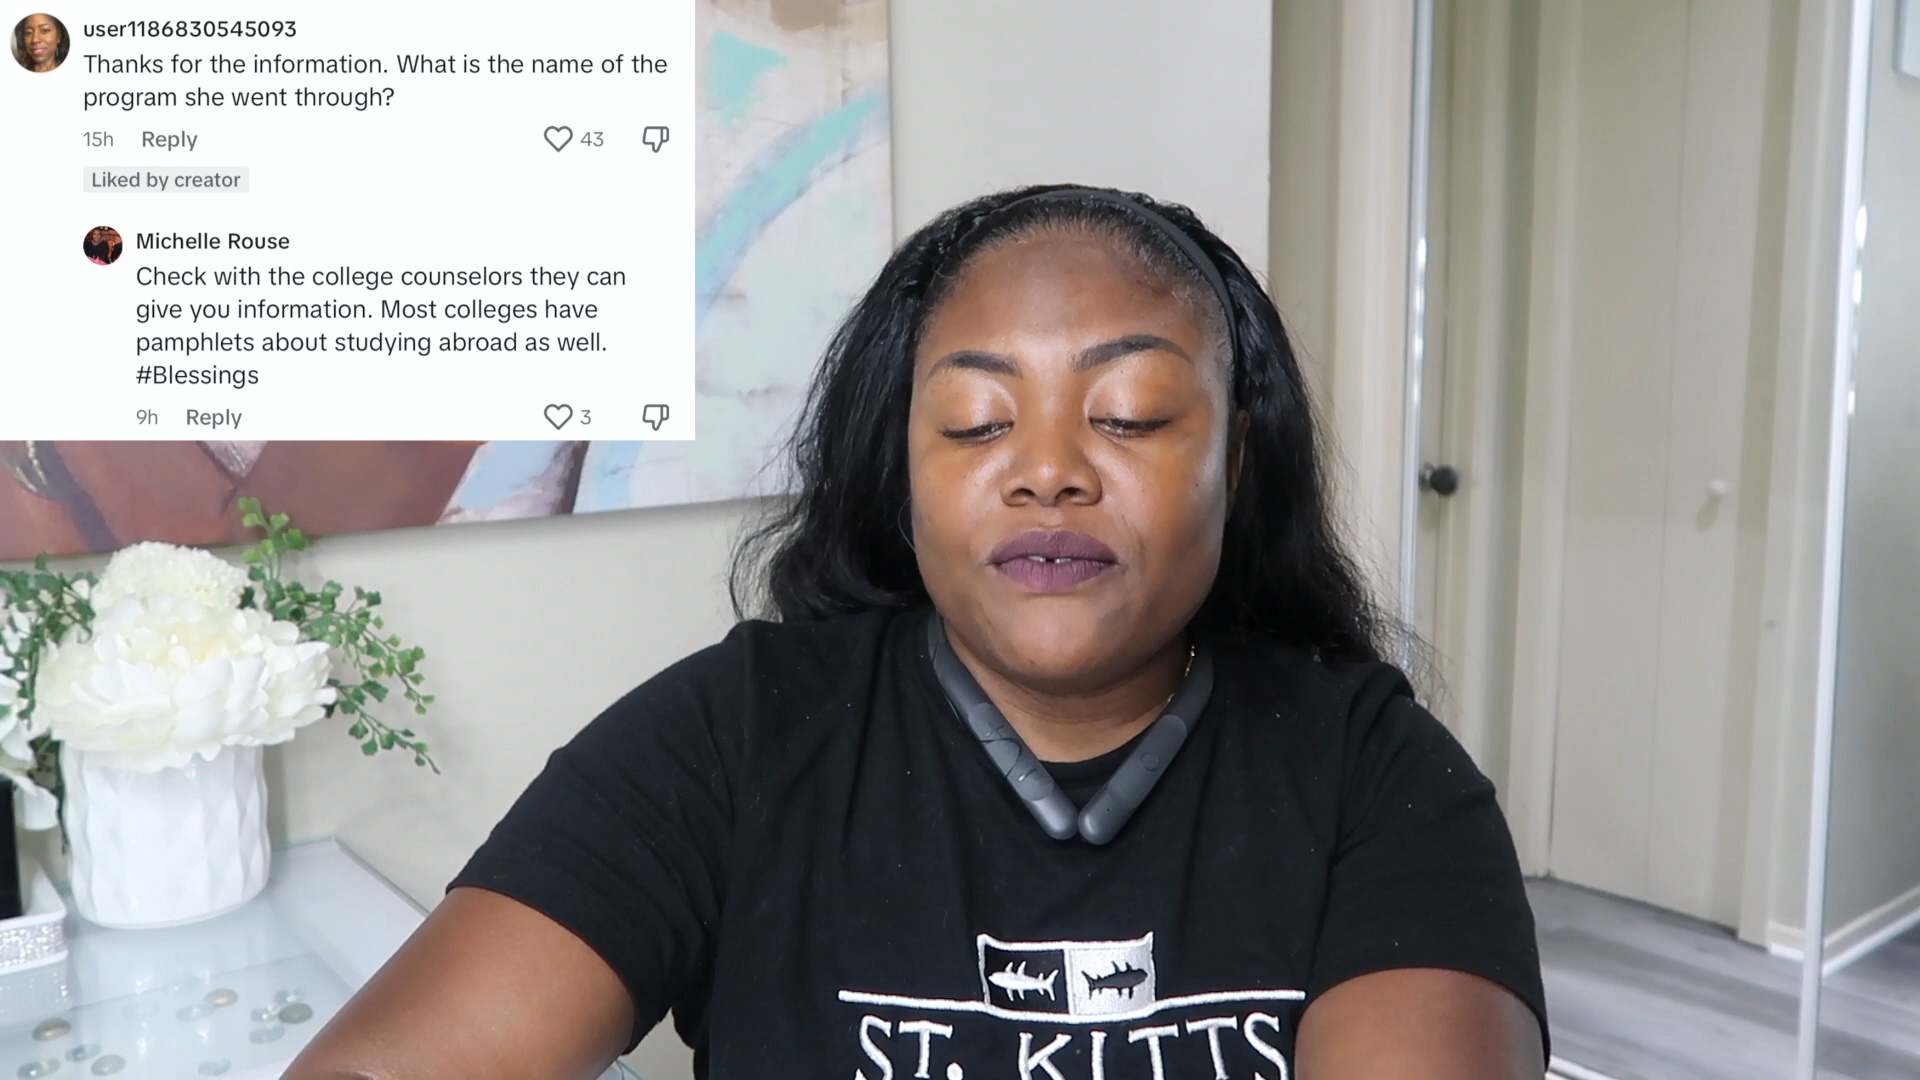 user1186830545093
Thanks for the information. What is the name of the
program she went through?
15h Reply 43
Liked by creator
Michelle Rouse
Check with the college counselors they can
give you information. Most colleges have
pamphlets about studying abroad as well.
#Blessings
9h Reply 3
ST. KITTS